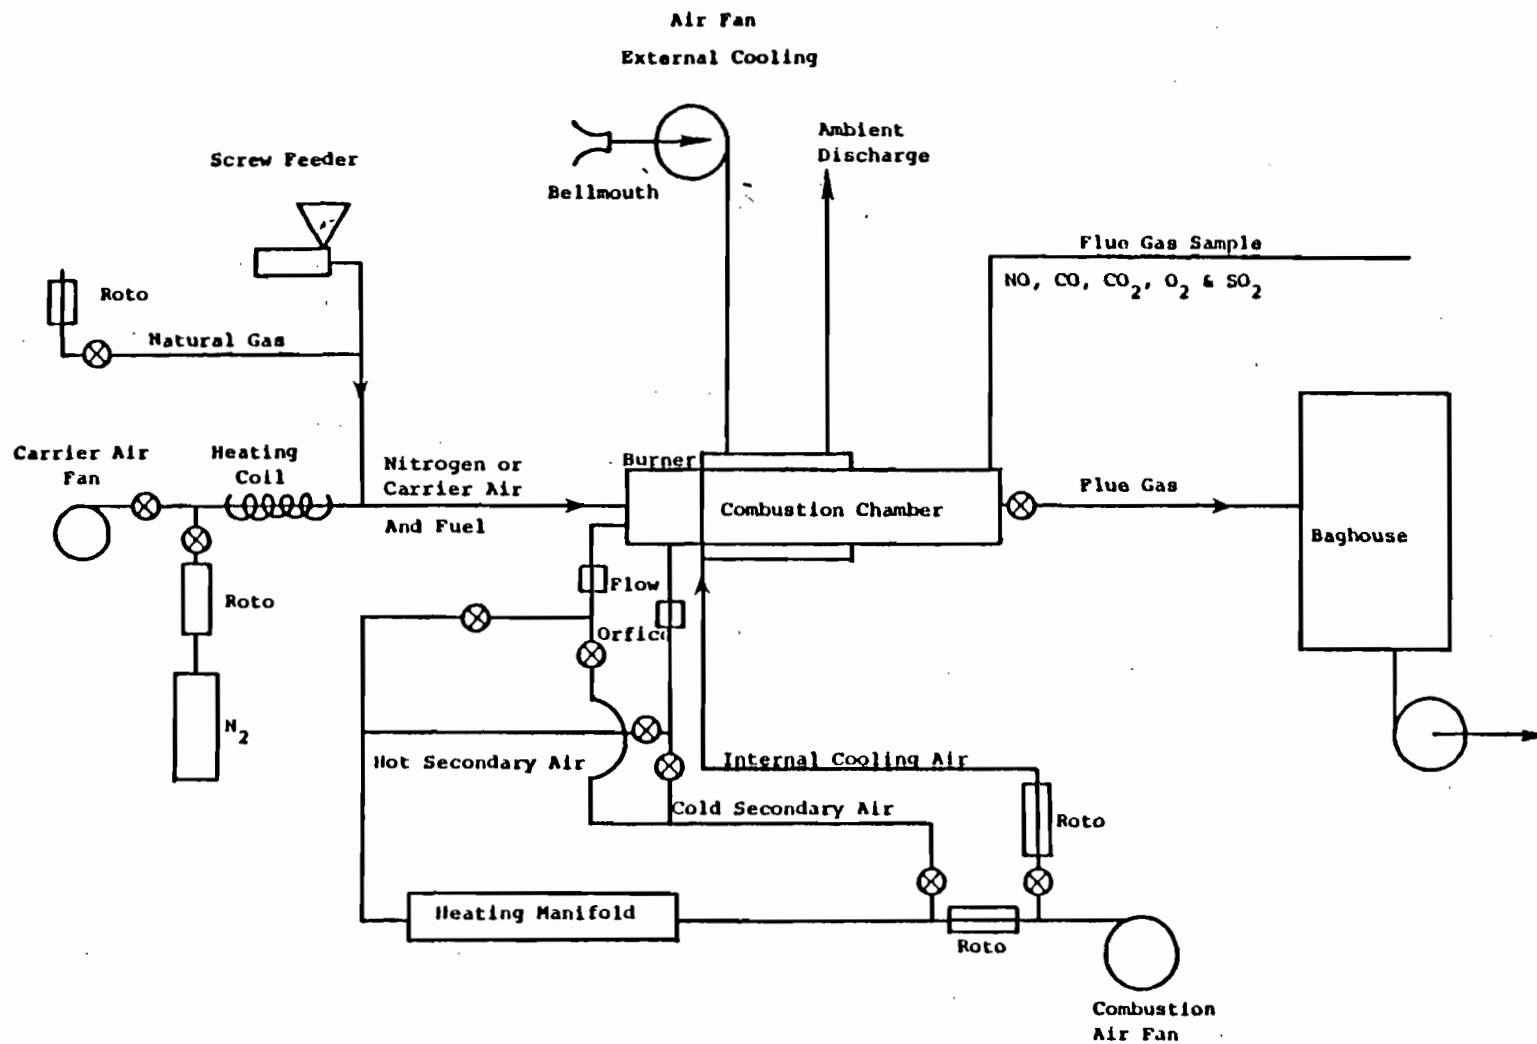 Air Fan
External Cooling
Ambient
Discharge
Screw Feeder
Bellmouth
Flue Gas Sample
NO, CO, CO2, O2 & SO2
Roto
Natural Gas
Carrier Air
Fan
Heating
Coil
Nitrogen or
Carrier Air
And Fuel
Burner
Combustion Chamber
Flue Gas
Baghouse
Flow
Orfice
Roto
N2
Hot Secondary Air
Internal Cooling Air
Cold Secondary Air
Roto
Heating Manifold
Roto
Combustion
Air Fan